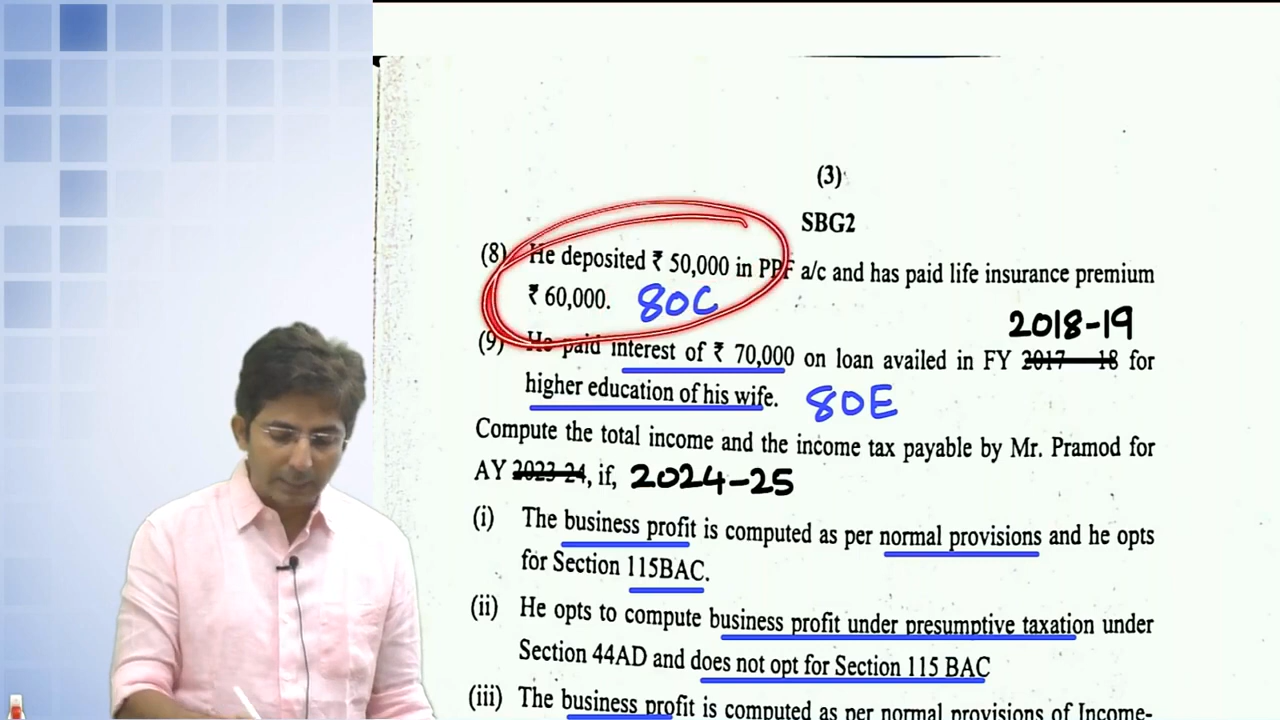 (3)
SBG2
(8) He deposited ₹ 50,000 in PPF a/c and has paid life insurance premium
₹ 60,000. 80C
2018-19
(9) He paid interest of ₹ 70,000 on loan availed in FY 2017-18 for
higher education of his wife. 80E
Compute the total income and the income tax payable by Mr. Pramod for
AY 2023-24, if, 2024-25
(i) The business profit is computed as per normal provisions and he opts
for Section 115BAC.
(ii) He opts to compute business profit under presumptive taxation under
Section 44AD and does not opt for Section 115 BAC
(iii) The business profit is computed as per normal provisions of Income-